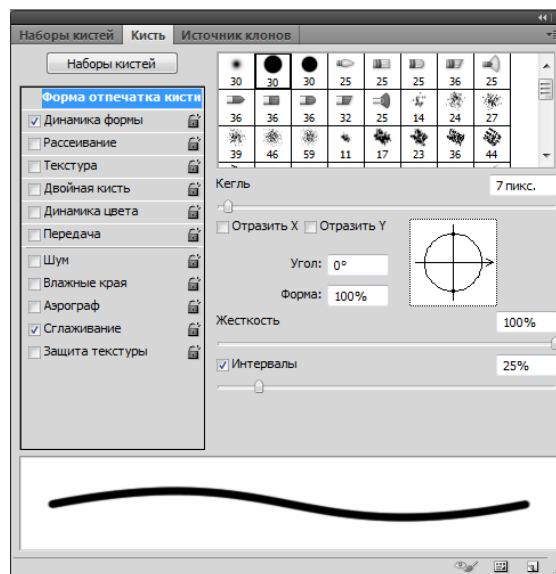 Наборы кистей Кисть Источник клонов
Наборы кистей
Форма отпечатка кисти
Динамика формы
Рассеивание
Текстура
Двойная кисть
Динамика цвета
Передача
Шум
Влажные края
Аэрограф
Сглаживание
Защита текстуры
30 30 30 25 25 25 36 25
36 36 36 32 25 14 24 27
39 46 59 11 17 23 36 44
Кегль 7 пикс.
Отразить X Отразить Y
Угол: 0°
Форма: 100%
Жесткость 100%
Интервалы 25%